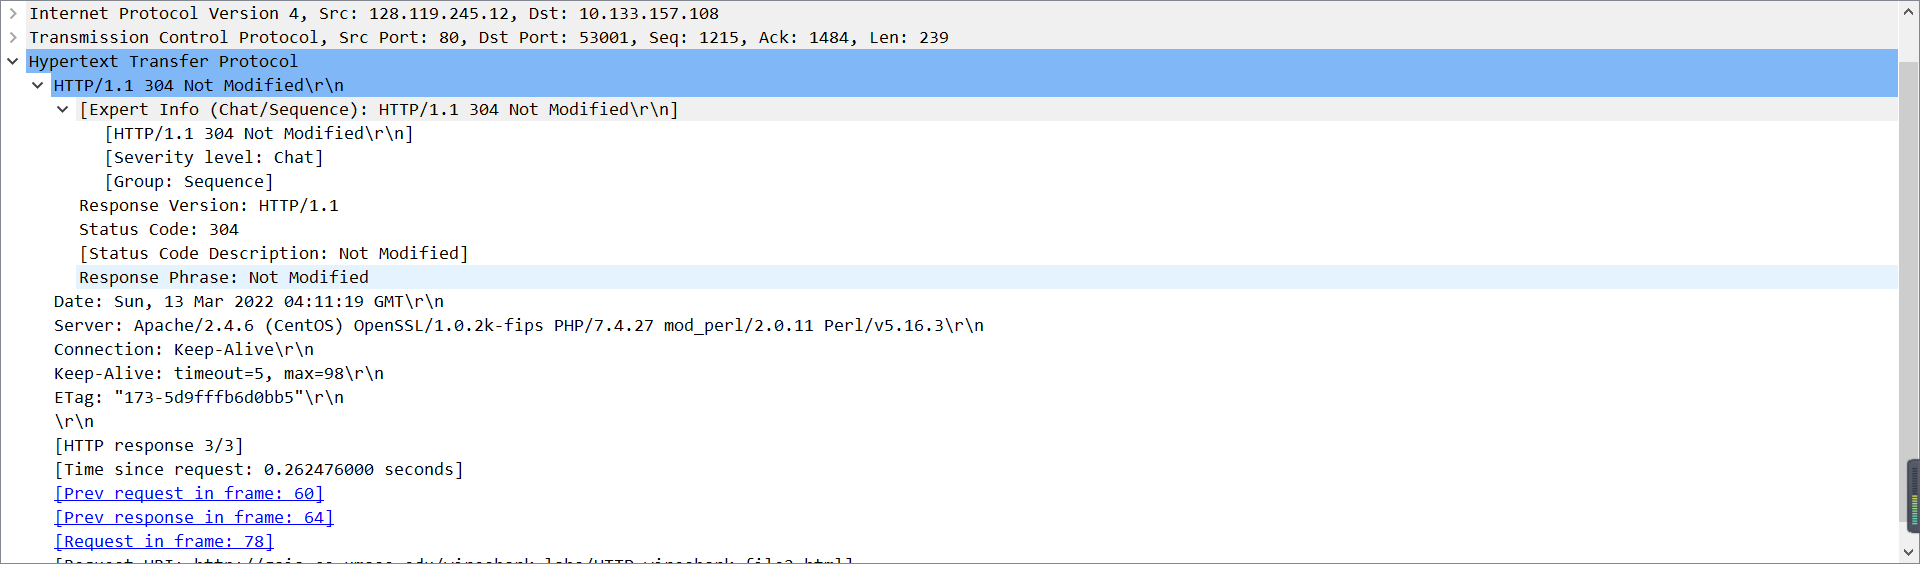 Internet Protocol Version 4, Src: 128.119.245.12, Dst: 10.133.157.108
Transmission Control Protocol, Src Port: 80, Dst Port: 53001, Seq: 1215, Ack: 1484, Len: 239
Hypertext Transfer Protocol
HTTP/1.1 304 Not Modified\r\n
[Expert Info (Chat/Sequence): HTTP/1.1 304 Not Modified\r\n]
[HTTP/1.1 304 Not Modified\r\n]
[Severity level: Chat]
[Group: Sequence]
Response Version: HTTP/1.1
Status Code: 304
[Status Code Description: Not Modified]
Response Phrase: Not Modified
Date: Sun, 13 Mar 2022 04:11:19 GMT\r\n
Server: Apache/2.4.6 (CentOS) OpenSSL/1.0.2k-fips PHP/7.4.27 mod_perl/2.0.11 Perl/v5.16.3\r\n
Connection: Keep-Alive\r\n
Keep-Alive: timeout=5, max=98\r\n
ETag: "173-5d9fffb6d0bb5"\r\n
\r\n
[HTTP response 3/3]
[Time since request: 0.262476000 seconds]
[Prev request in frame: 60]
[Prev response in frame: 64]
[Request in frame: 78]